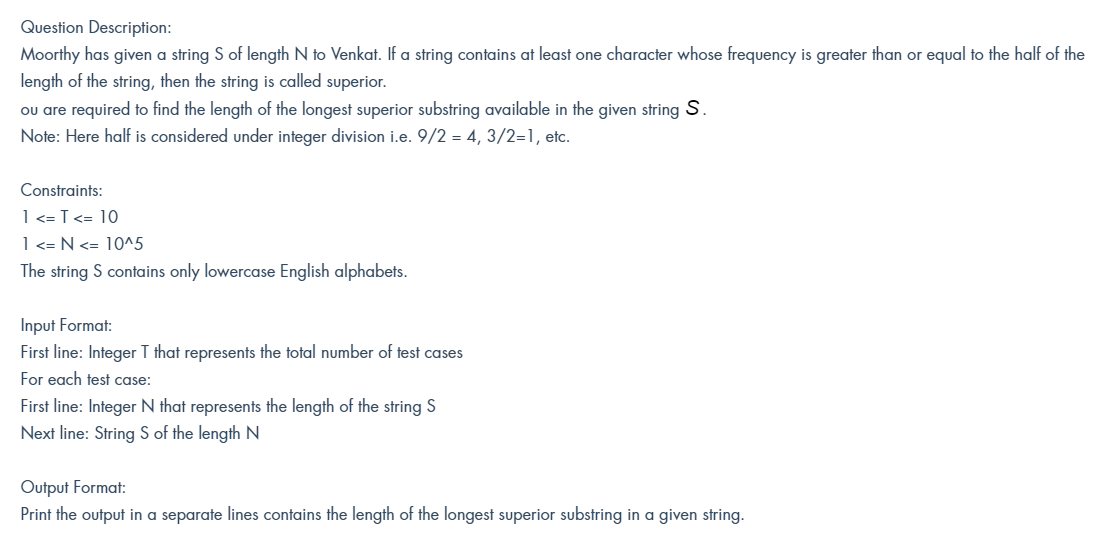 Question Description:
Moorthy has given a string S of length N to Venkat. If a string contains at least one character whose frequency is greater than or equal to the half of the
length of the string, then the string is called superior.
ou are required to find the length of the longest superior substring available in the given string S.
Note: Here half is considered under integer division i.e. 9/2 = 4, 3/2=1, etc.
Constraints:
1 <= T <= 10
1 <= N <= 10^5
The string S contains only lowercase English alphabets.
Input Format:
First line: Integer T that represents the total number of test cases
For each test case:
First line: Integer N that represents the length of the string S
Next line: String S of the length N
Output Format:
Print the output in a separate lines contains the length of the longest superior substring in a given string.